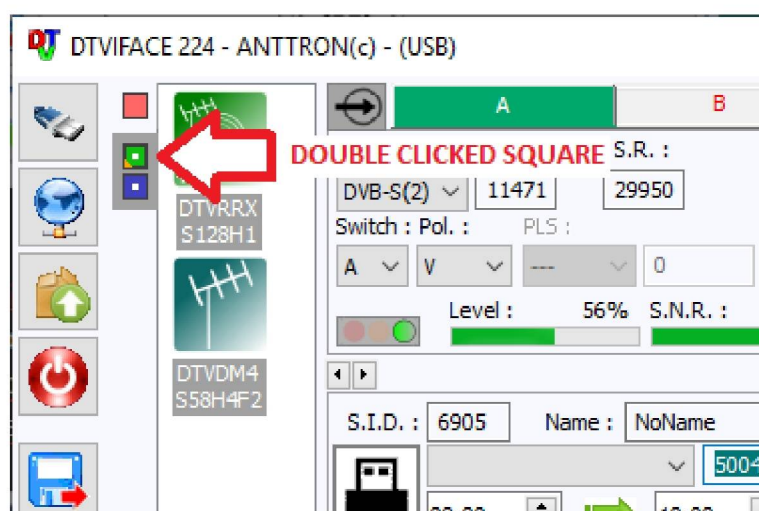 DTVIFACE 224 - ANTTRON(c) - (USB)
A B
DOUBLE CLICKED SQUARE S.R. :
DVB-S(2) 11471 29950
DTVRRX
S128H1
Switch : Pol. : PLS :
A V --- 0
Level : 56% S.N.R. :
DTVDM4
S58H4F2
S.I.D. : 6905 Name : NoName
5004